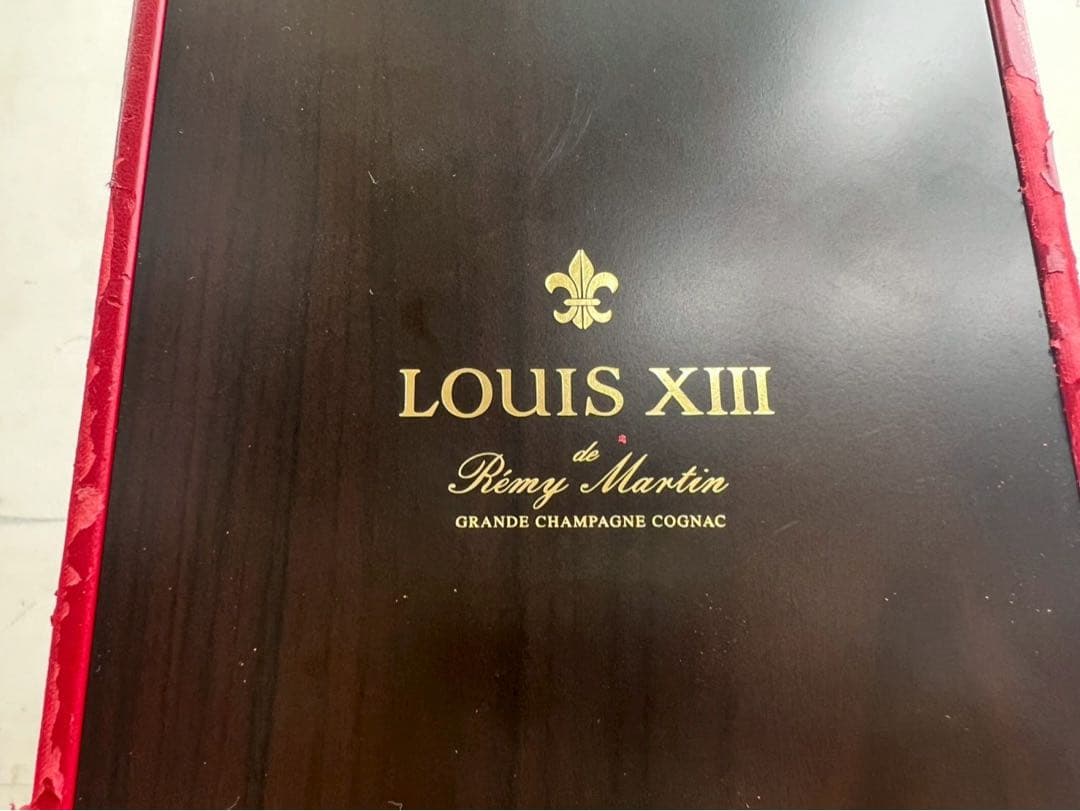 LOUIS XIII
de
Rémy Martin
GRANDE CHAMPAGNE COGNAC